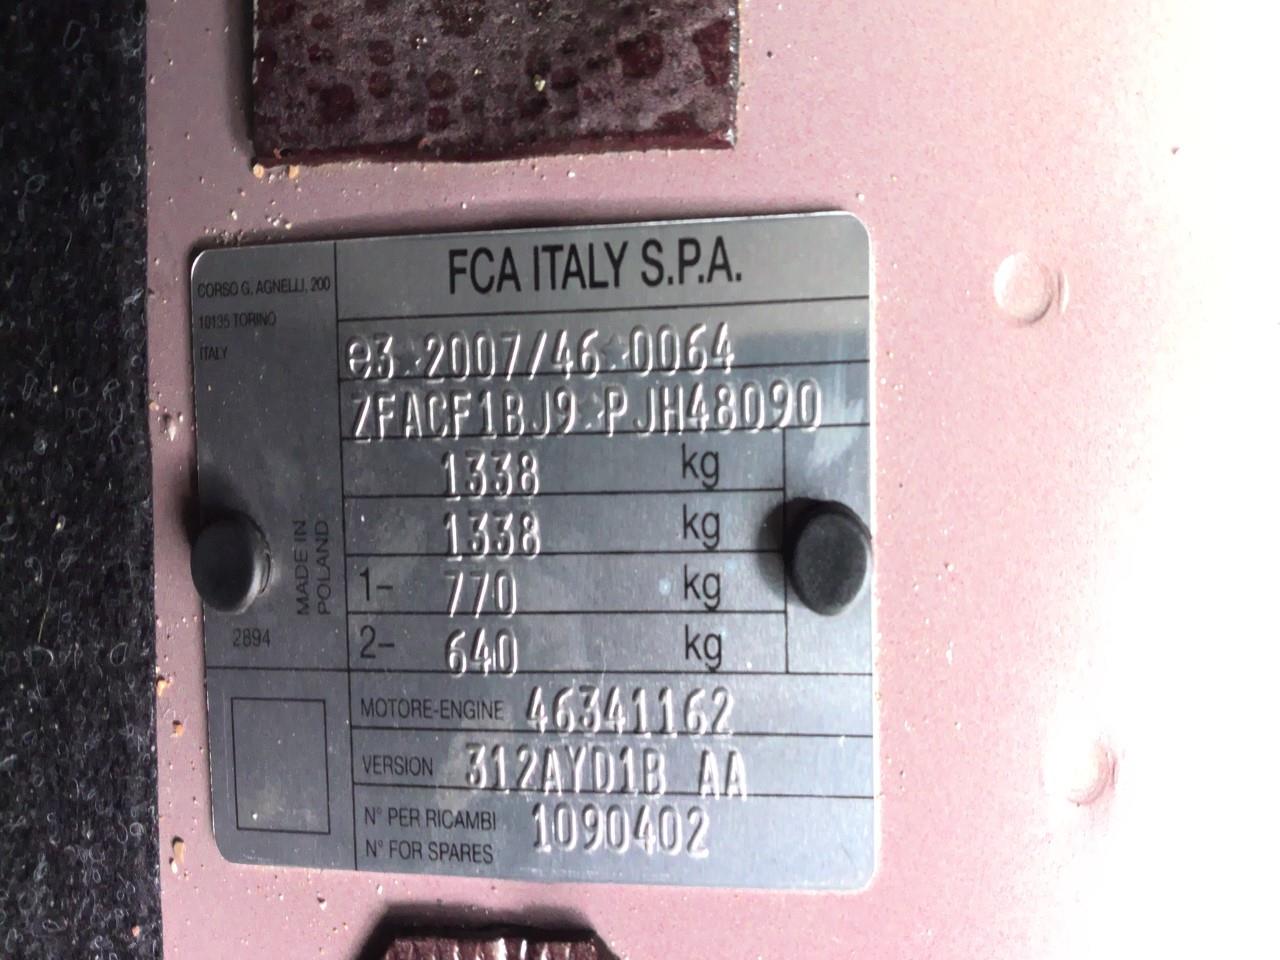 FCA ITALY S.P.A.
CORSO G. AGNELLI, 200
10135 TORINO
ITALY
e3*2007/46*0064
ZFACF1BJ9*PJH48090
1338 kg
1338 kg
1- 770 kg
2- 640 kg
MADE IN
POLAND
2894
MOTORE-ENGINE 46341162
VERSION 312AYD1B AA
N° PER RICAMBI
N° FOR SPARES 1090402